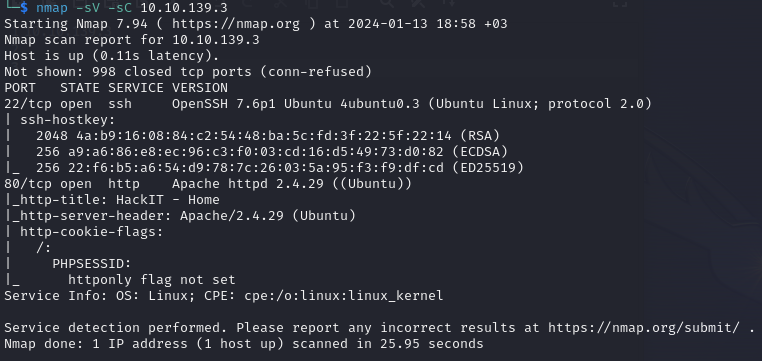 └─$ nmap -sV -sC 10.10.139.3
Starting Nmap 7.94 ( https://nmap.org ) at 2024-01-13 18:58 +03
Nmap scan report for 10.10.139.3
Host is up (0.11s latency).
Not shown: 998 closed tcp ports (conn-refused)
PORT   STATE SERVICE VERSION
22/tcp open  ssh     OpenSSH 7.6p1 Ubuntu 4ubuntu0.3 (Ubuntu Linux; protocol 2.0)
| ssh-hostkey:
|   2048 4a:b9:16:08:84:c2:54:48:ba:5c:fd:3f:22:5f:22:14 (RSA)
|   256 a9:a6:86:e8:ec:96:c3:f0:03:cd:16:d5:49:73:d0:82 (ECDSA)
|_  256 22:f6:b5:a6:54:d9:78:7c:26:03:5a:95:f3:f9:df:cd (ED25519)
80/tcp open  http    Apache httpd 2.4.29 ((Ubuntu))
|_http-title: HackIT - Home
|_http-server-header: Apache/2.4.29 (Ubuntu)
| http-cookie-flags:
|   /:
|     PHPSESSID:
|_      httponly flag not set
Service Info: OS: Linux; CPE: cpe:/o:linux:linux_kernel

Service detection performed. Please report any incorrect results at https://nmap.org/submit/ .
Nmap done: 1 IP address (1 host up) scanned in 25.95 seconds